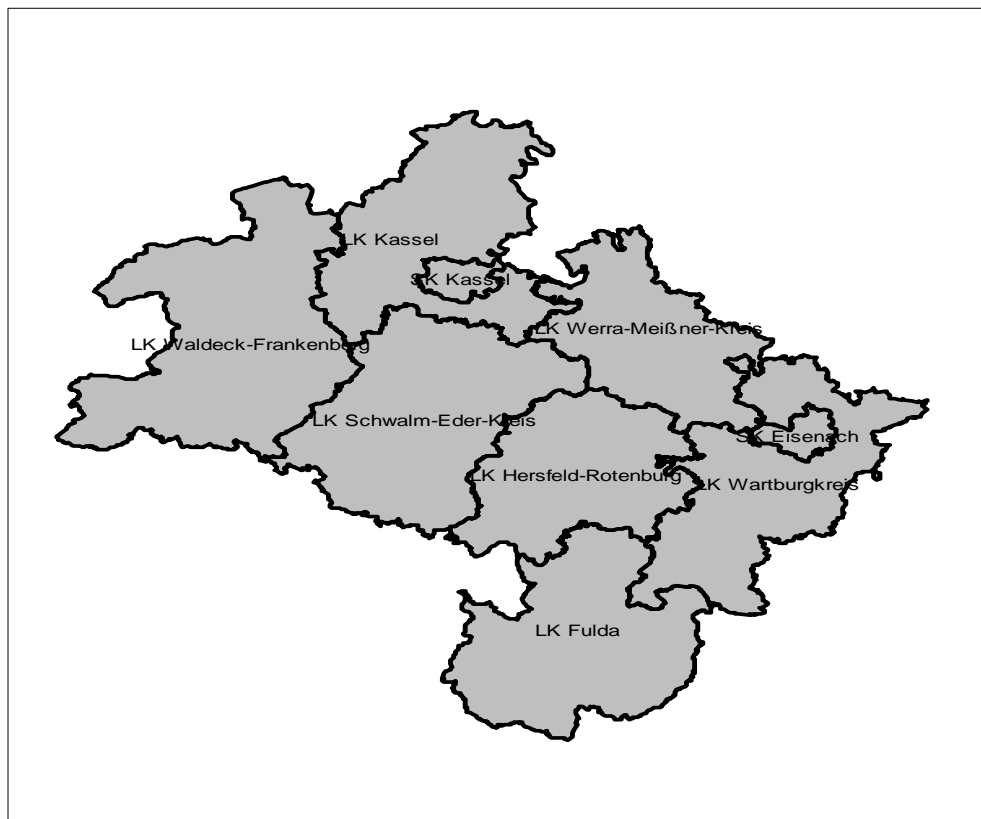 LK Kassel
SK Kassel
LK Werra-Meißner-Kreis
LK Waldeck-Frankenberg
LK Schwalm-Eder-Kreis
SK Eisenach
LK Hersfeld-Rotenburg
LK Wartburgkreis
LK Fulda